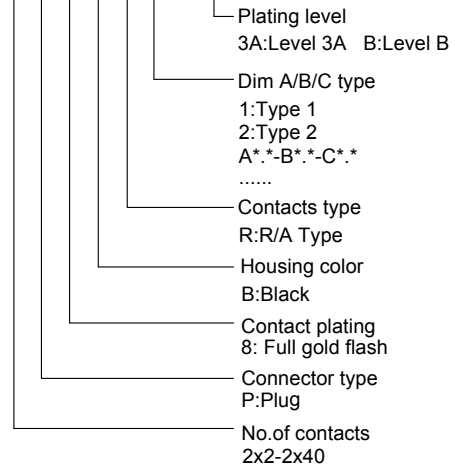 Plating level
3A:Level 3A B:Level B
Dim A/B/C type
1:Type 1
2:Type 2
A*.*-B*.*-C*.*
......
Contacts type
R:R/A Type
Housing color
B:Black
Contact plating
8: Full gold flash
Connector type
P:Plug
No.of contacts
2x2-2x40